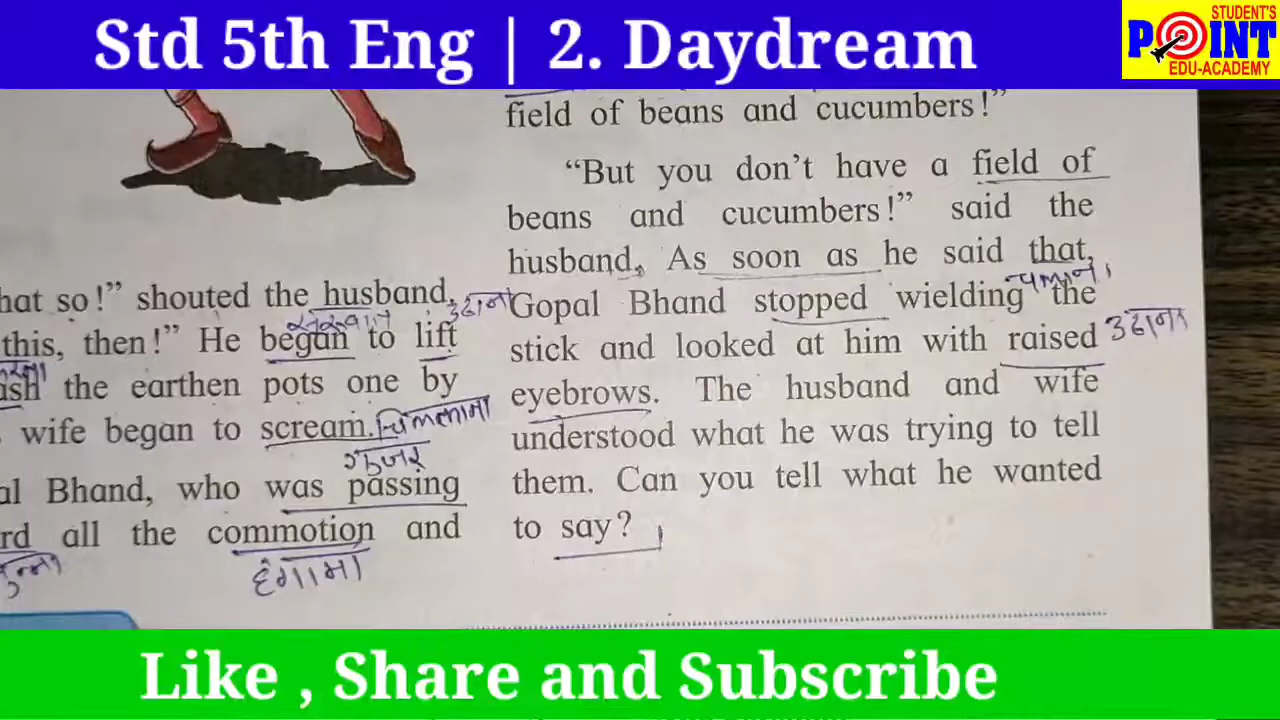 Std 5th Eng | 2. Daydream
STUDENT'S
POINT
EDU-ACADEMY
hat so!” shouted the husband,
उठाना
शुरुवात
this, then!” He began to lift
ash the earthen pots one by
wife began to scream. चिल्लाना
गुजर
al Bhand, who was passing
rd all the commotion and
हंगामा
field of beans and cucumbers!”
“But you don’t have a field of
beans and cucumbers!” said the
husband, As soon as he said that,
Gopal Bhand stopped wielding the
stick and looked at him with raised उठाना
eyebrows. The husband and wife
understood what he was trying to tell
them. Can you tell what he wanted
to say?
Like , Share and Subscribe